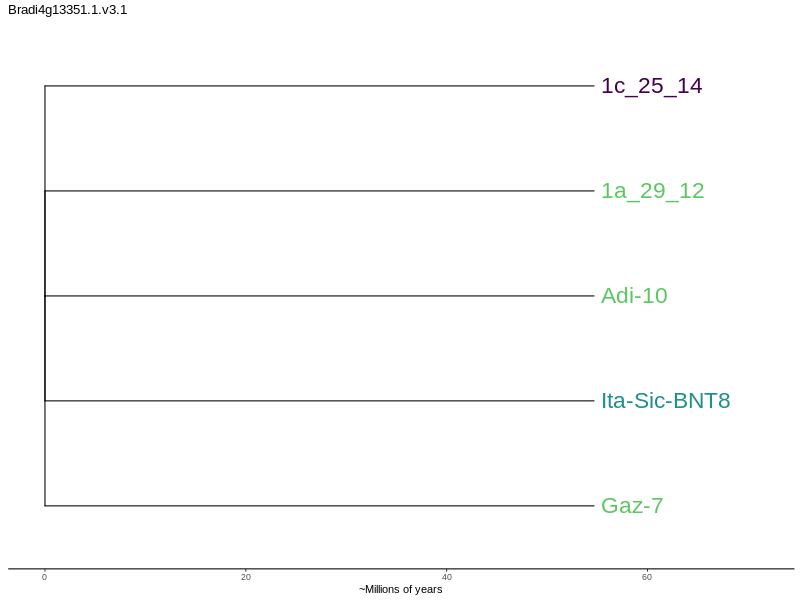 Bradi4g13351.1.v3.1
1c_25_14
1a_29_12
Adi-10
Ita-Sic-BNT8
Gaz-7
0 20 40 60
~Millions of years